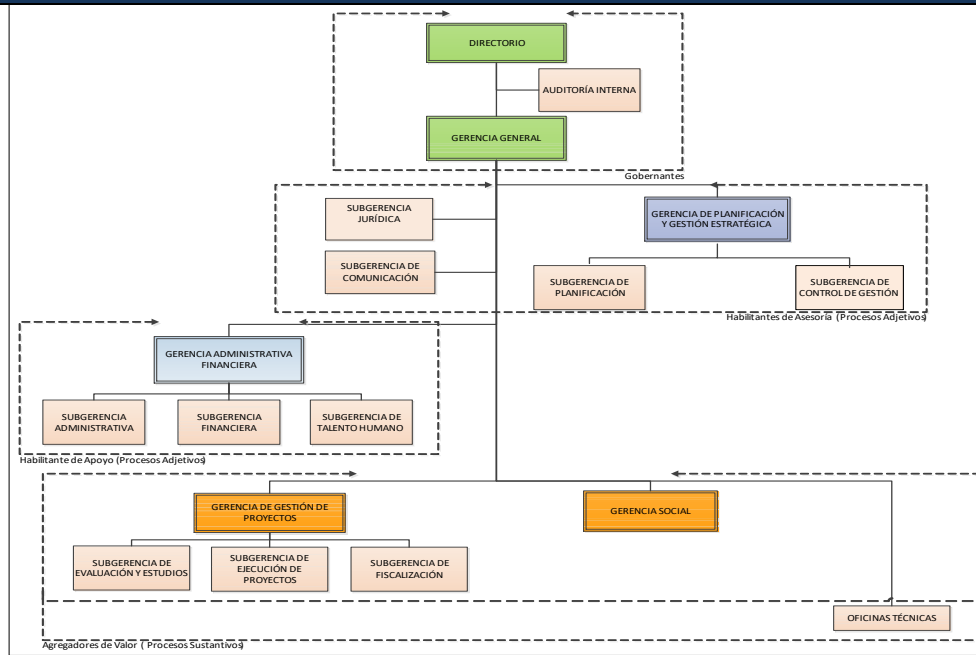 DIRECTORIO
AUDITORÍA INTERNA
GERENCIA GENERAL
Gobernantes
SUBGERENCIA
JURÍDICA
GERENCIA DE PLANIFICACIÓN
Y GESTIÓN ESTRATÉGICA
SUBGERENCIA DE
COMUNICACIÓN
SUBGERENCIA DE
PLANIFICACIÓN
SUBGERENCIA DE
CONTROL DE GESTIÓN
Habilitantes de Asesoría (Procesos Adjetivos)
GERENCIA ADMINISTRATIVA
FINANCIERA
SUBGERENCIA
ADMINISTRATIVA
SUBGERENCIA
FINANCIERA
SUBGERENCIA DE
TALENTO HUMANO
Habilitante de Apoyo (Procesos Adjetivos)
GERENCIA DE GESTIÓN DE
PROYECTOS
GERENCIA SOCIAL
SUBGERENCIA DE
EVALUACIÓN Y ESTUDIOS
SUBGERENCIA DE
EJECUCIÓN DE
PROYECTOS
SUBGERENCIA DE
FISCALIZACIÓN
OFICINAS TÉCNICAS
Agregadores de Valor ( Procesos Sustantivos)